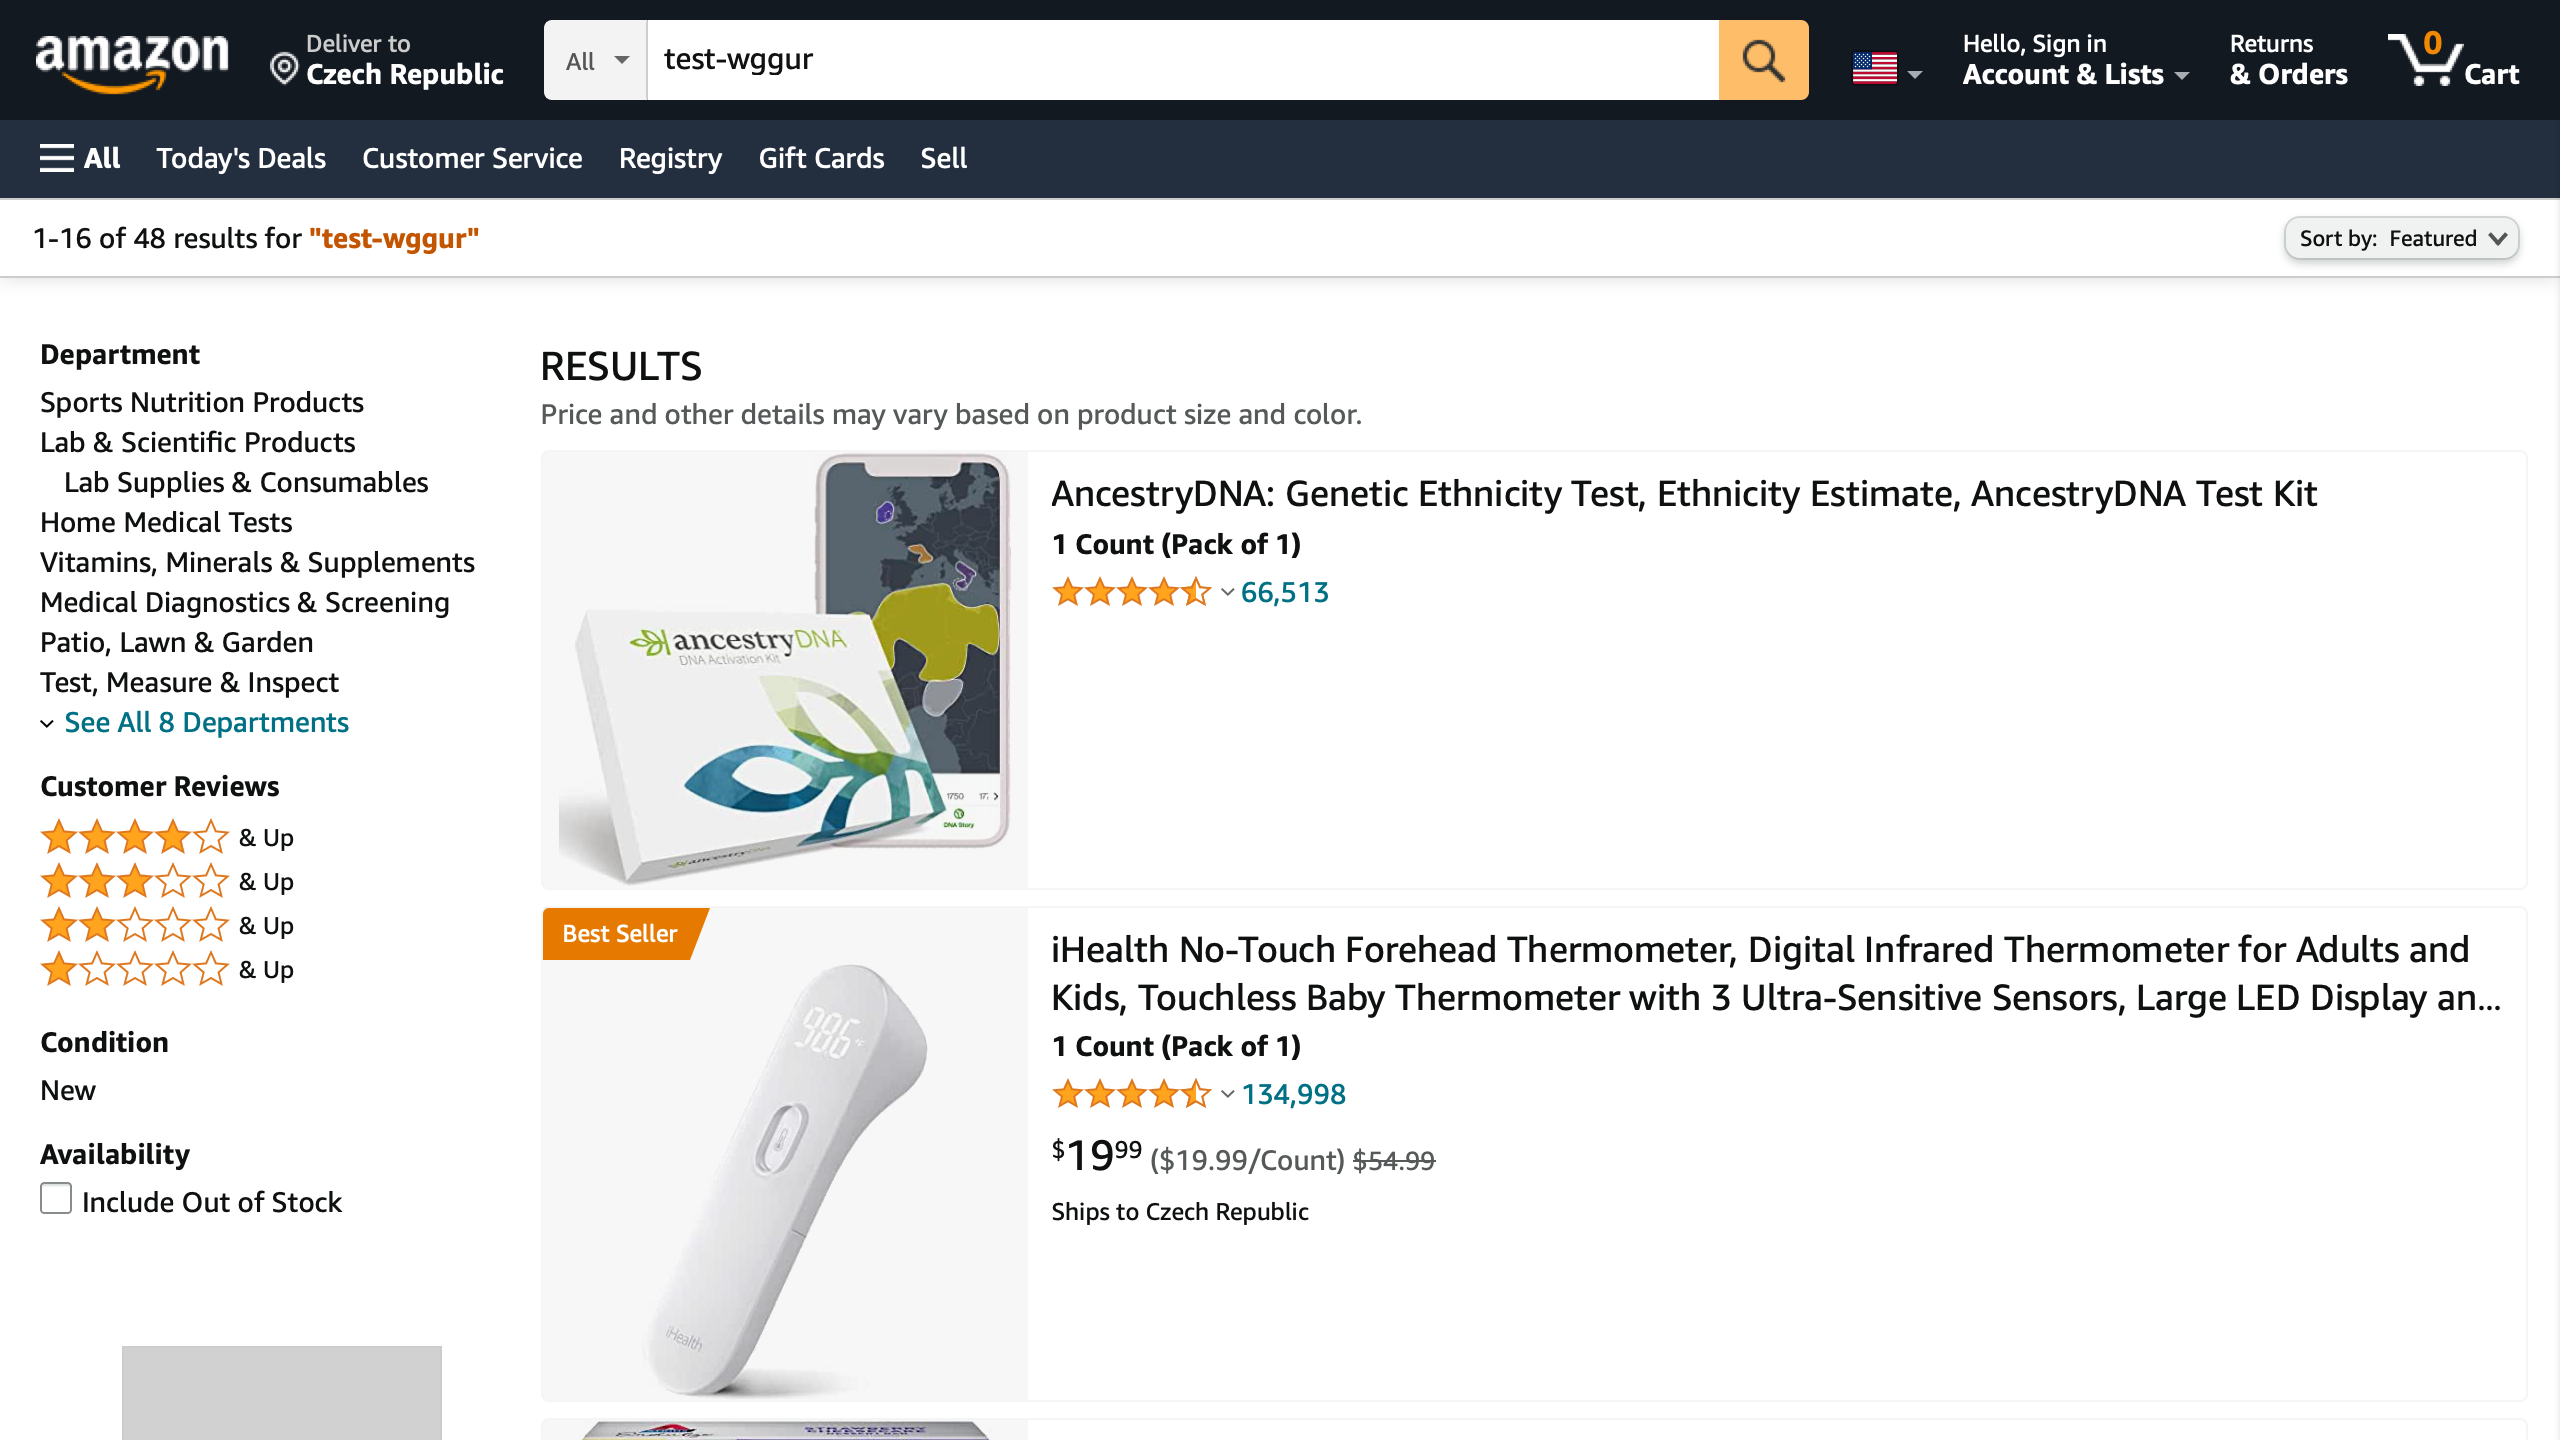 amazon
Deliver to
Czech Republic
All
test-wggur
Hello, Sign in
Account & Lists
Returns
& Orders
0
Cart
All
Today's Deals
Customer Service
Registry
Gift Cards
Sell
1-16 of 48 results for "test-wggur"
Sort by: Featured
Department
Sports Nutrition Products
Lab & Scientific Products
Lab Supplies & Consumables
Home Medical Tests
Vitamins, Minerals & Supplements
Medical Diagnostics & Screening
Patio, Lawn & Garden
Test, Measure & Inspect
See All 8 Departments
Customer Reviews
& Up
& Up
& Up
& Up
Condition
New
Availability
Include Out of Stock
RESULTS
Price and other details may vary based on product size and color.
ancestryDNA
DNA Activation Kit
1750
DNA Story
ancestry
AncestryDNA: Genetic Ethnicity Test, Ethnicity Estimate, AncestryDNA Test Kit
1 Count (Pack of 1)
66,513
Best Seller
98.6
iHealth
iHealth No-Touch Forehead Thermometer, Digital Infrared Thermometer for Adults and
Kids, Touchless Baby Thermometer with 3 Ultra-Sensitive Sensors, Large LED Display an...
1 Count (Pack of 1)
134,998
$19.99 ($19.99/Count) $54.99
Ships to Czech Republic